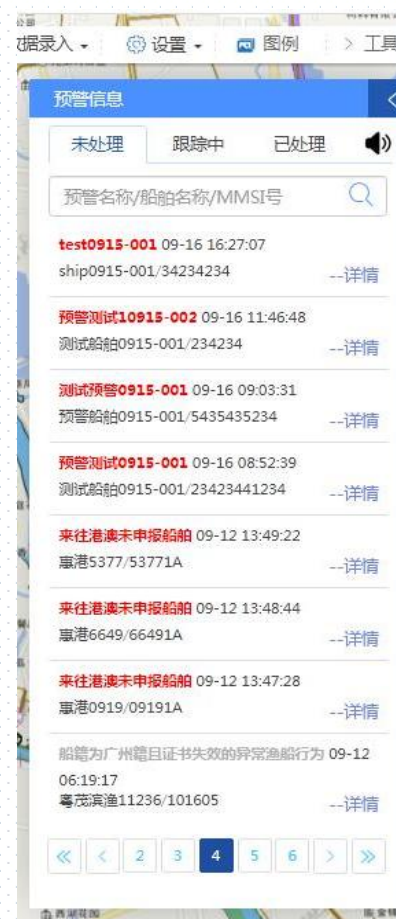 据录入 设置 图例 > 工具
预警信息
未处理 跟踪中 已处理
预警名称/船舶名称/MMSI号
test0915-001 09-16 16:27:07
ship0915-001/34234234 --详情
预警测试10915-002 09-16 11:46:48
测试船舶0915-001/234234 --详情
测试预警0915-001 09-16 09:03:31
预警船舶0915-001/5435435234 --详情
预警测试0915-001 09-16 08:52:39
测试船舶0915-001/23423441234 --详情
来往港澳未申报船舶 09-12 13:49:22
惠港5377/53771A --详情
来往港澳未申报船舶 09-12 13:48:44
惠港6649/66491A --详情
来往港澳未申报船舶 09-12 13:47:28
惠港0919/09191A --详情
船籍为广州籍且证书失效的异常渔船行为 09-12
06:19:17
粤茂滨渔11236/101605 --详情
« < 2 3 4 5 6 > »
西湖花园